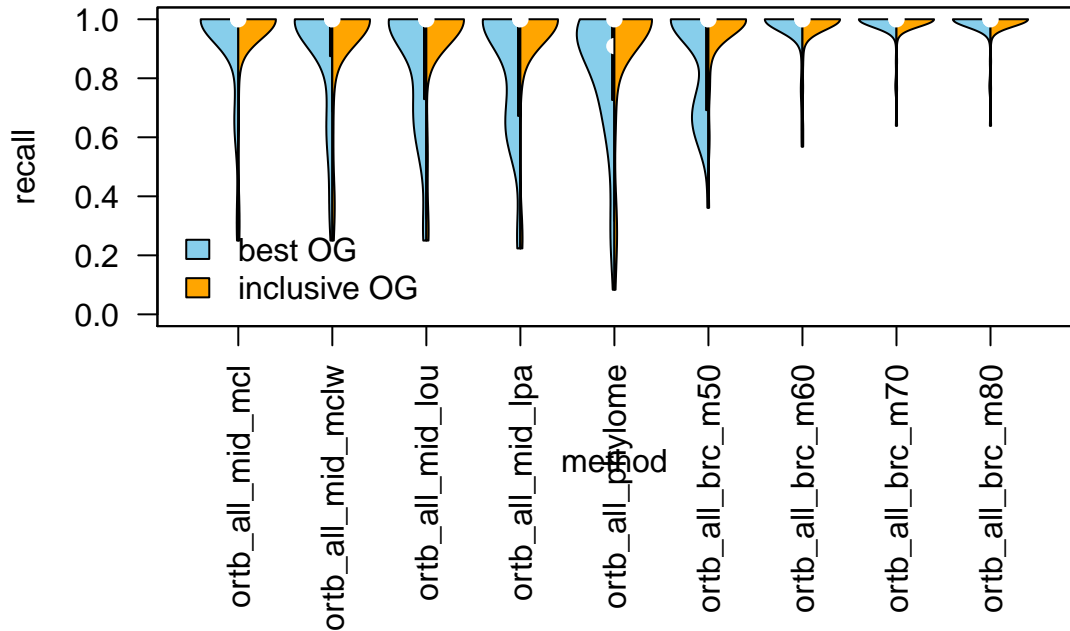 recall
1.0
0.8
0.6
0.4
0.2
0.0
best OG
inclusive OG
ortb_all_mid_mcl
ortb_all_mid_mclw
ortb_all_mid_lou
ortb_all_mid_lpa
ortb_all_phylome
ortb_all_brc_m50
ortb_all_brc_m60
ortb_all_brc_m70
ortb_all_brc_m80
method